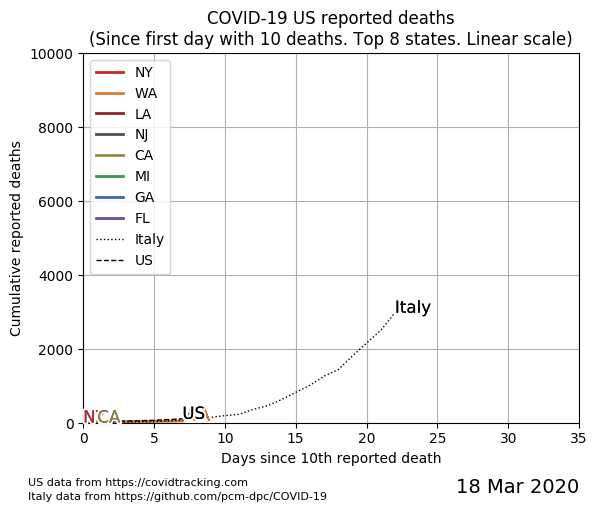 COVID-19 US reported deaths
(Since first day with 10 deaths. Top 8 states. Linear scale)
10000
8000
6000
4000
2000
0
Cumulative reported deaths
NY
WA
LA
NJ
CA
MI
GA
FL
Italy
US
Italy
US
CA
0
5
10
15
20
25
30
35
Days since 10th reported death
US data from https://covidtracking.com
Italy data from https://github.com/pcm-dpc/COVID-19
18 Mar 2020